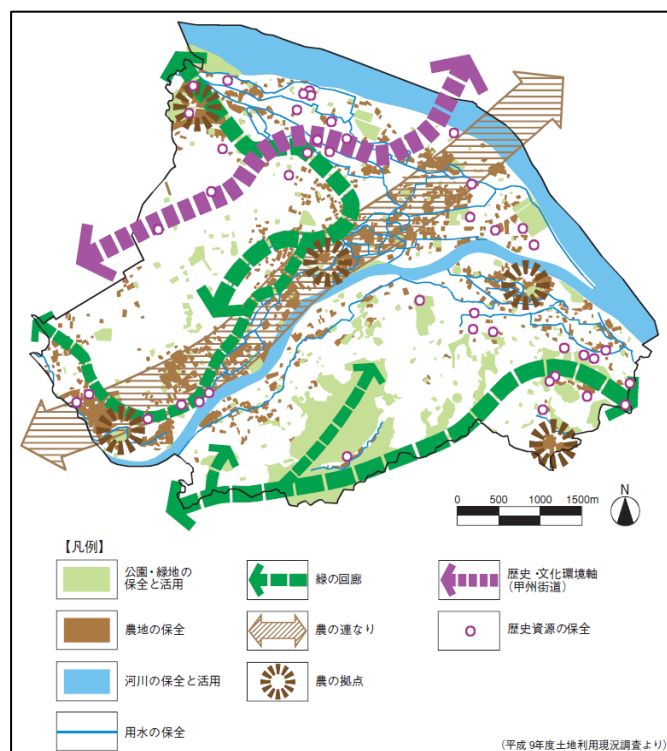 0 500 1000 1500m
N
【凡例】
公園・緑地の
保全と活用
緑の回廊
歴史・文化環境軸
(甲州街道)
農地の保全
農の連なり
歴史資源の保全
河川の保全と活用
農の拠点
用水の保全
(平成 9年度土地利用現況調査より)